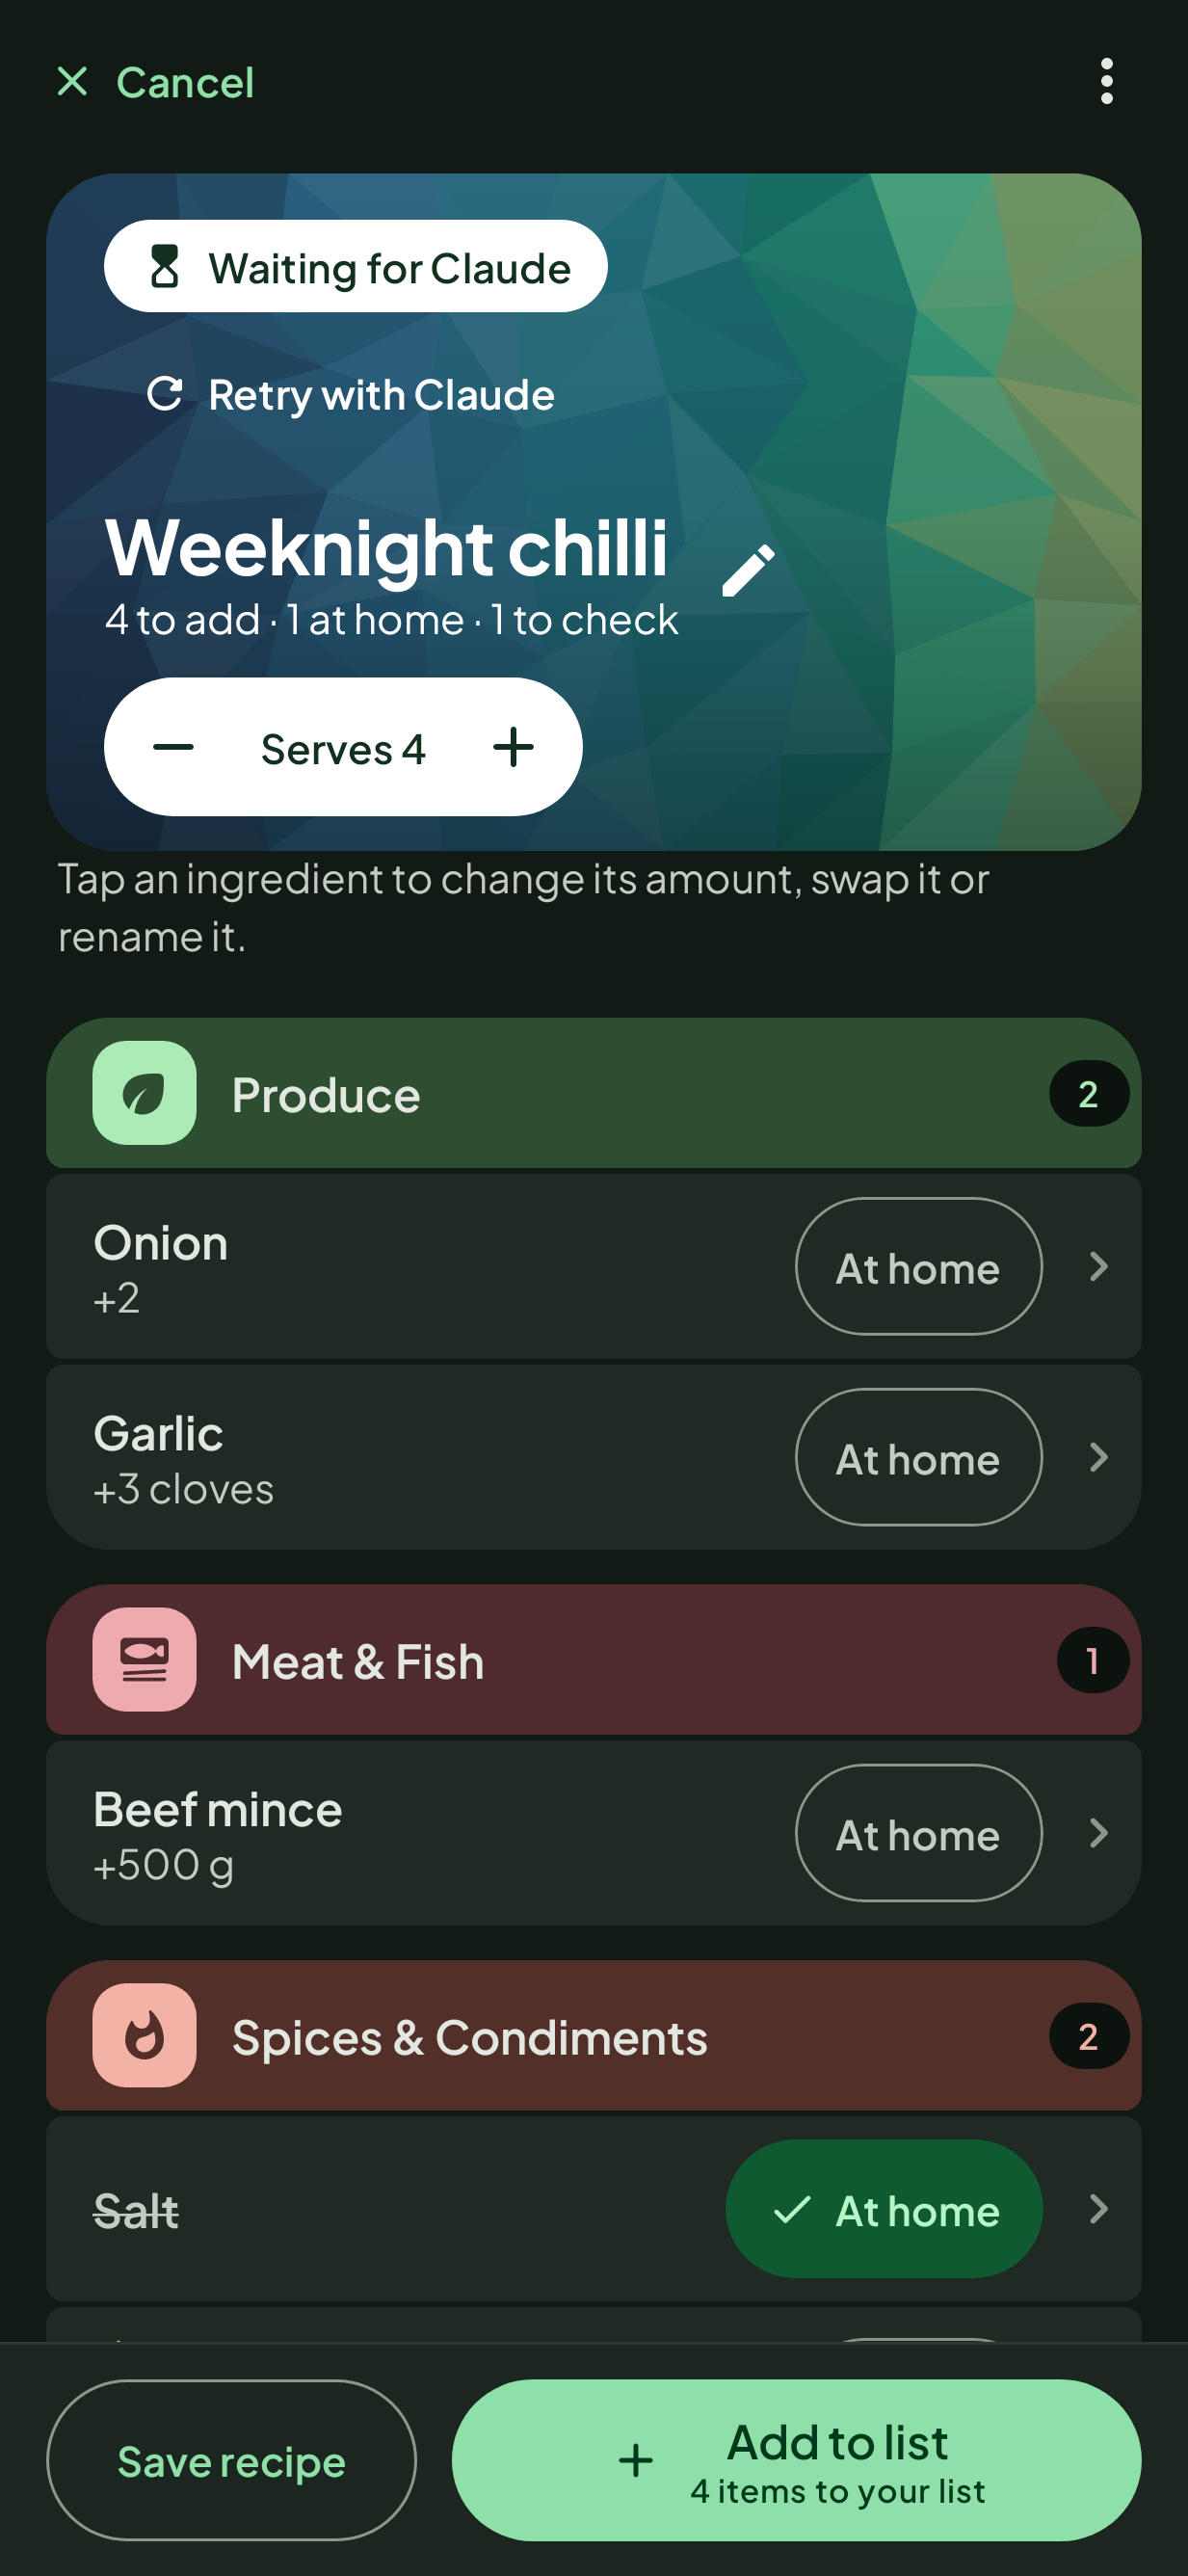 Cancel
Waiting for Claude
Retry with Claude
Weeknight chilli
4 to add · 1 at home · 1 to check
Serves 4
Tap an ingredient to change its amount, swap it or
rename it.
Produce
2
Onion
+2
At home
Garlic
+3 cloves
At home
Meat & Fish
1
Beef mince
+500 g
At home
Spices & Condiments
2
Salt
At home
Save recipe
Add to list
4 items to your list